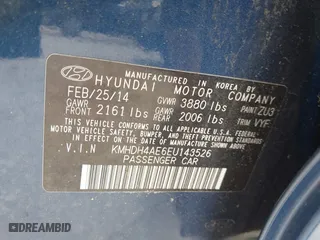 MANUFACTURED IN KOREA BY
HYUNDAI MOTOR COMPANY
FEB/25/14 GVWR 3880 lbs PAINT ZU3
GAWR FRONT 2161 lbs GAWR REAR 2006 lbs TRIM VYF
THIS VEHICLE CONFORMS TO ALL APPLICABLE
FEDERAL MOTOR VEHICLE SAFETY, BUMPER,
AND THEFT PREVENTION STANDARDS IN
EFFECT ON THE DATE OF MANUFACTURE
SHOWN ABOVE.
V.I.N KMHDH4AE6EU143526
PASSENGER CAR